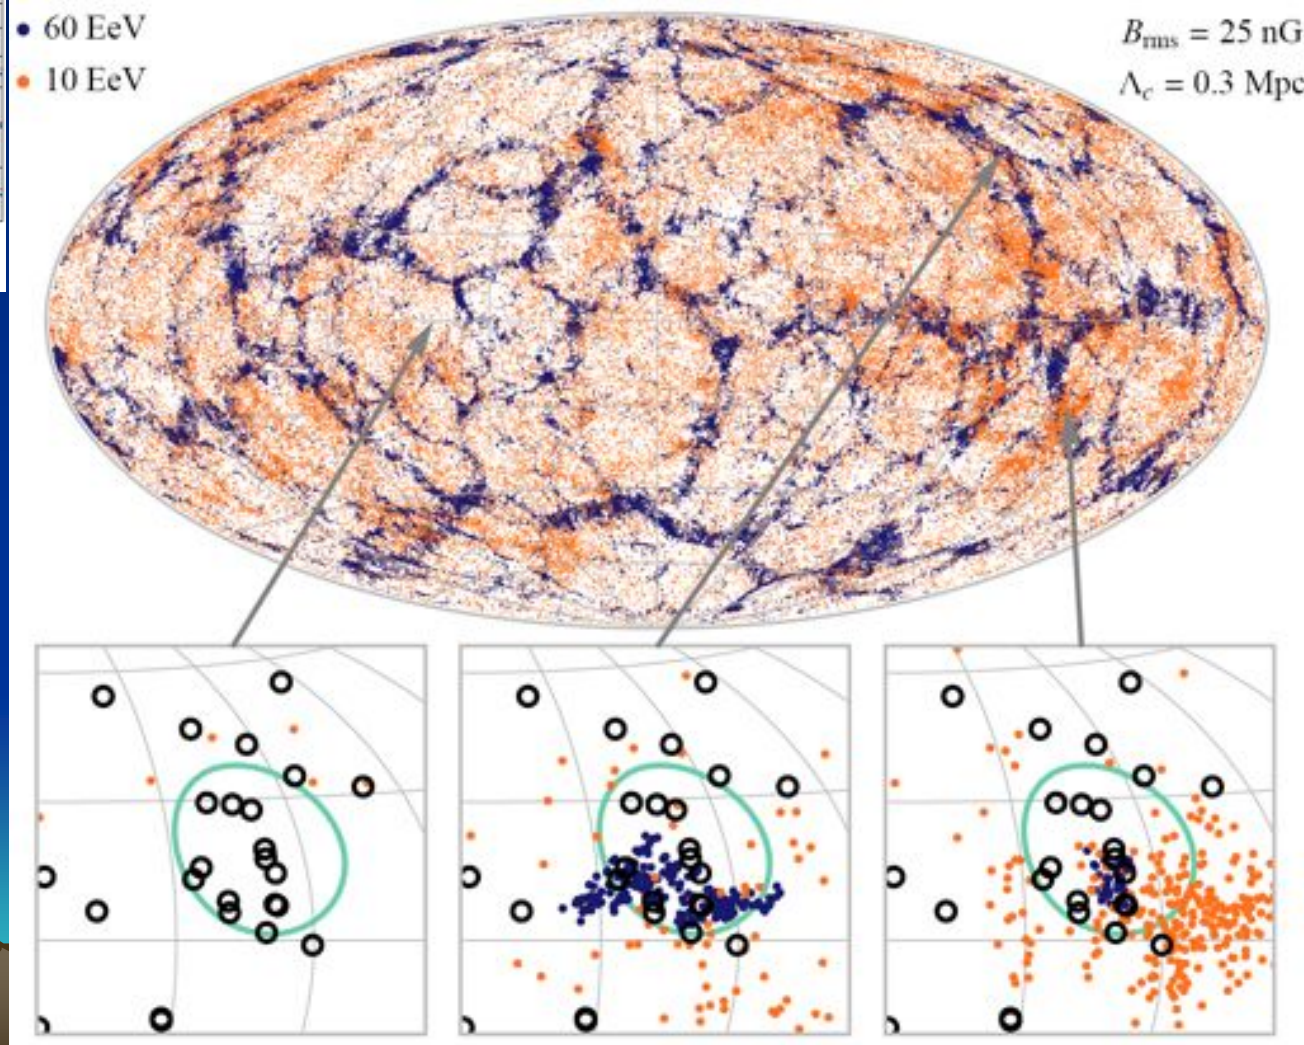 60 EeV
10 EeV
B_rms = 25 nG
Λ_c = 0.3 Mpc